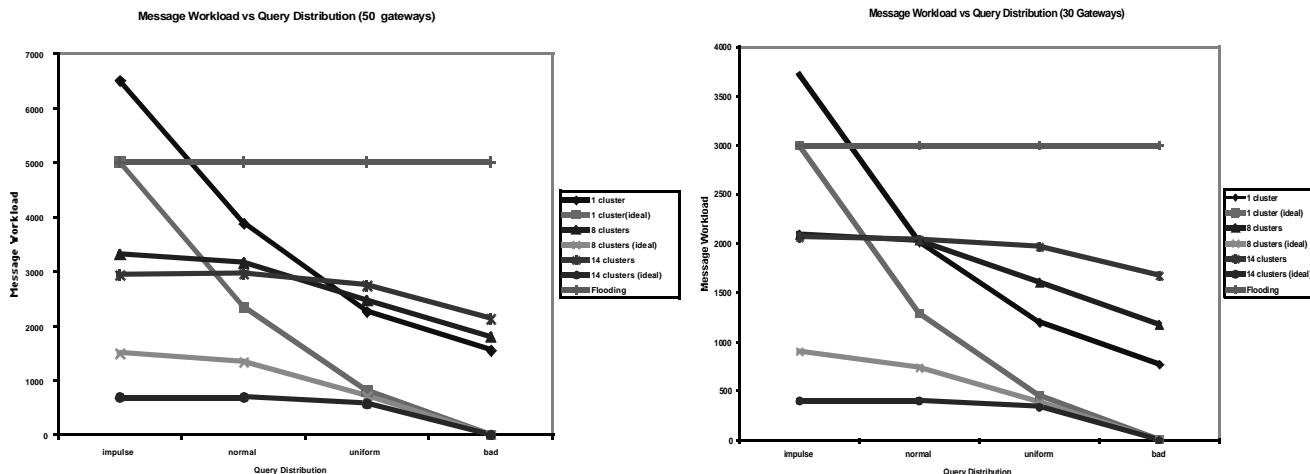 Message Workload vs Query Distribution (50 gateways)
7000
6000
5000
4000
3000
2000
1000
0
Message Workload
impulse
normal
uniform
bad
Query Distribution
1 cluster
1 cluster(ideal)
8 clusters
8 clusters (ideal)
14 clusters
14 clusters (ideal)
Flooding
Message Workload vs Query Distribution (30 Gateways)
4000
3500
3000
2500
2000
1500
1000
500
0
Message Workload
impulse
normal
uniform
bad
Query Distribution
1 cluster
1 cluster (ideal)
8 clusters
8 clusters (ideal)
14 clusters
14 clusters (ideal)
Flooding